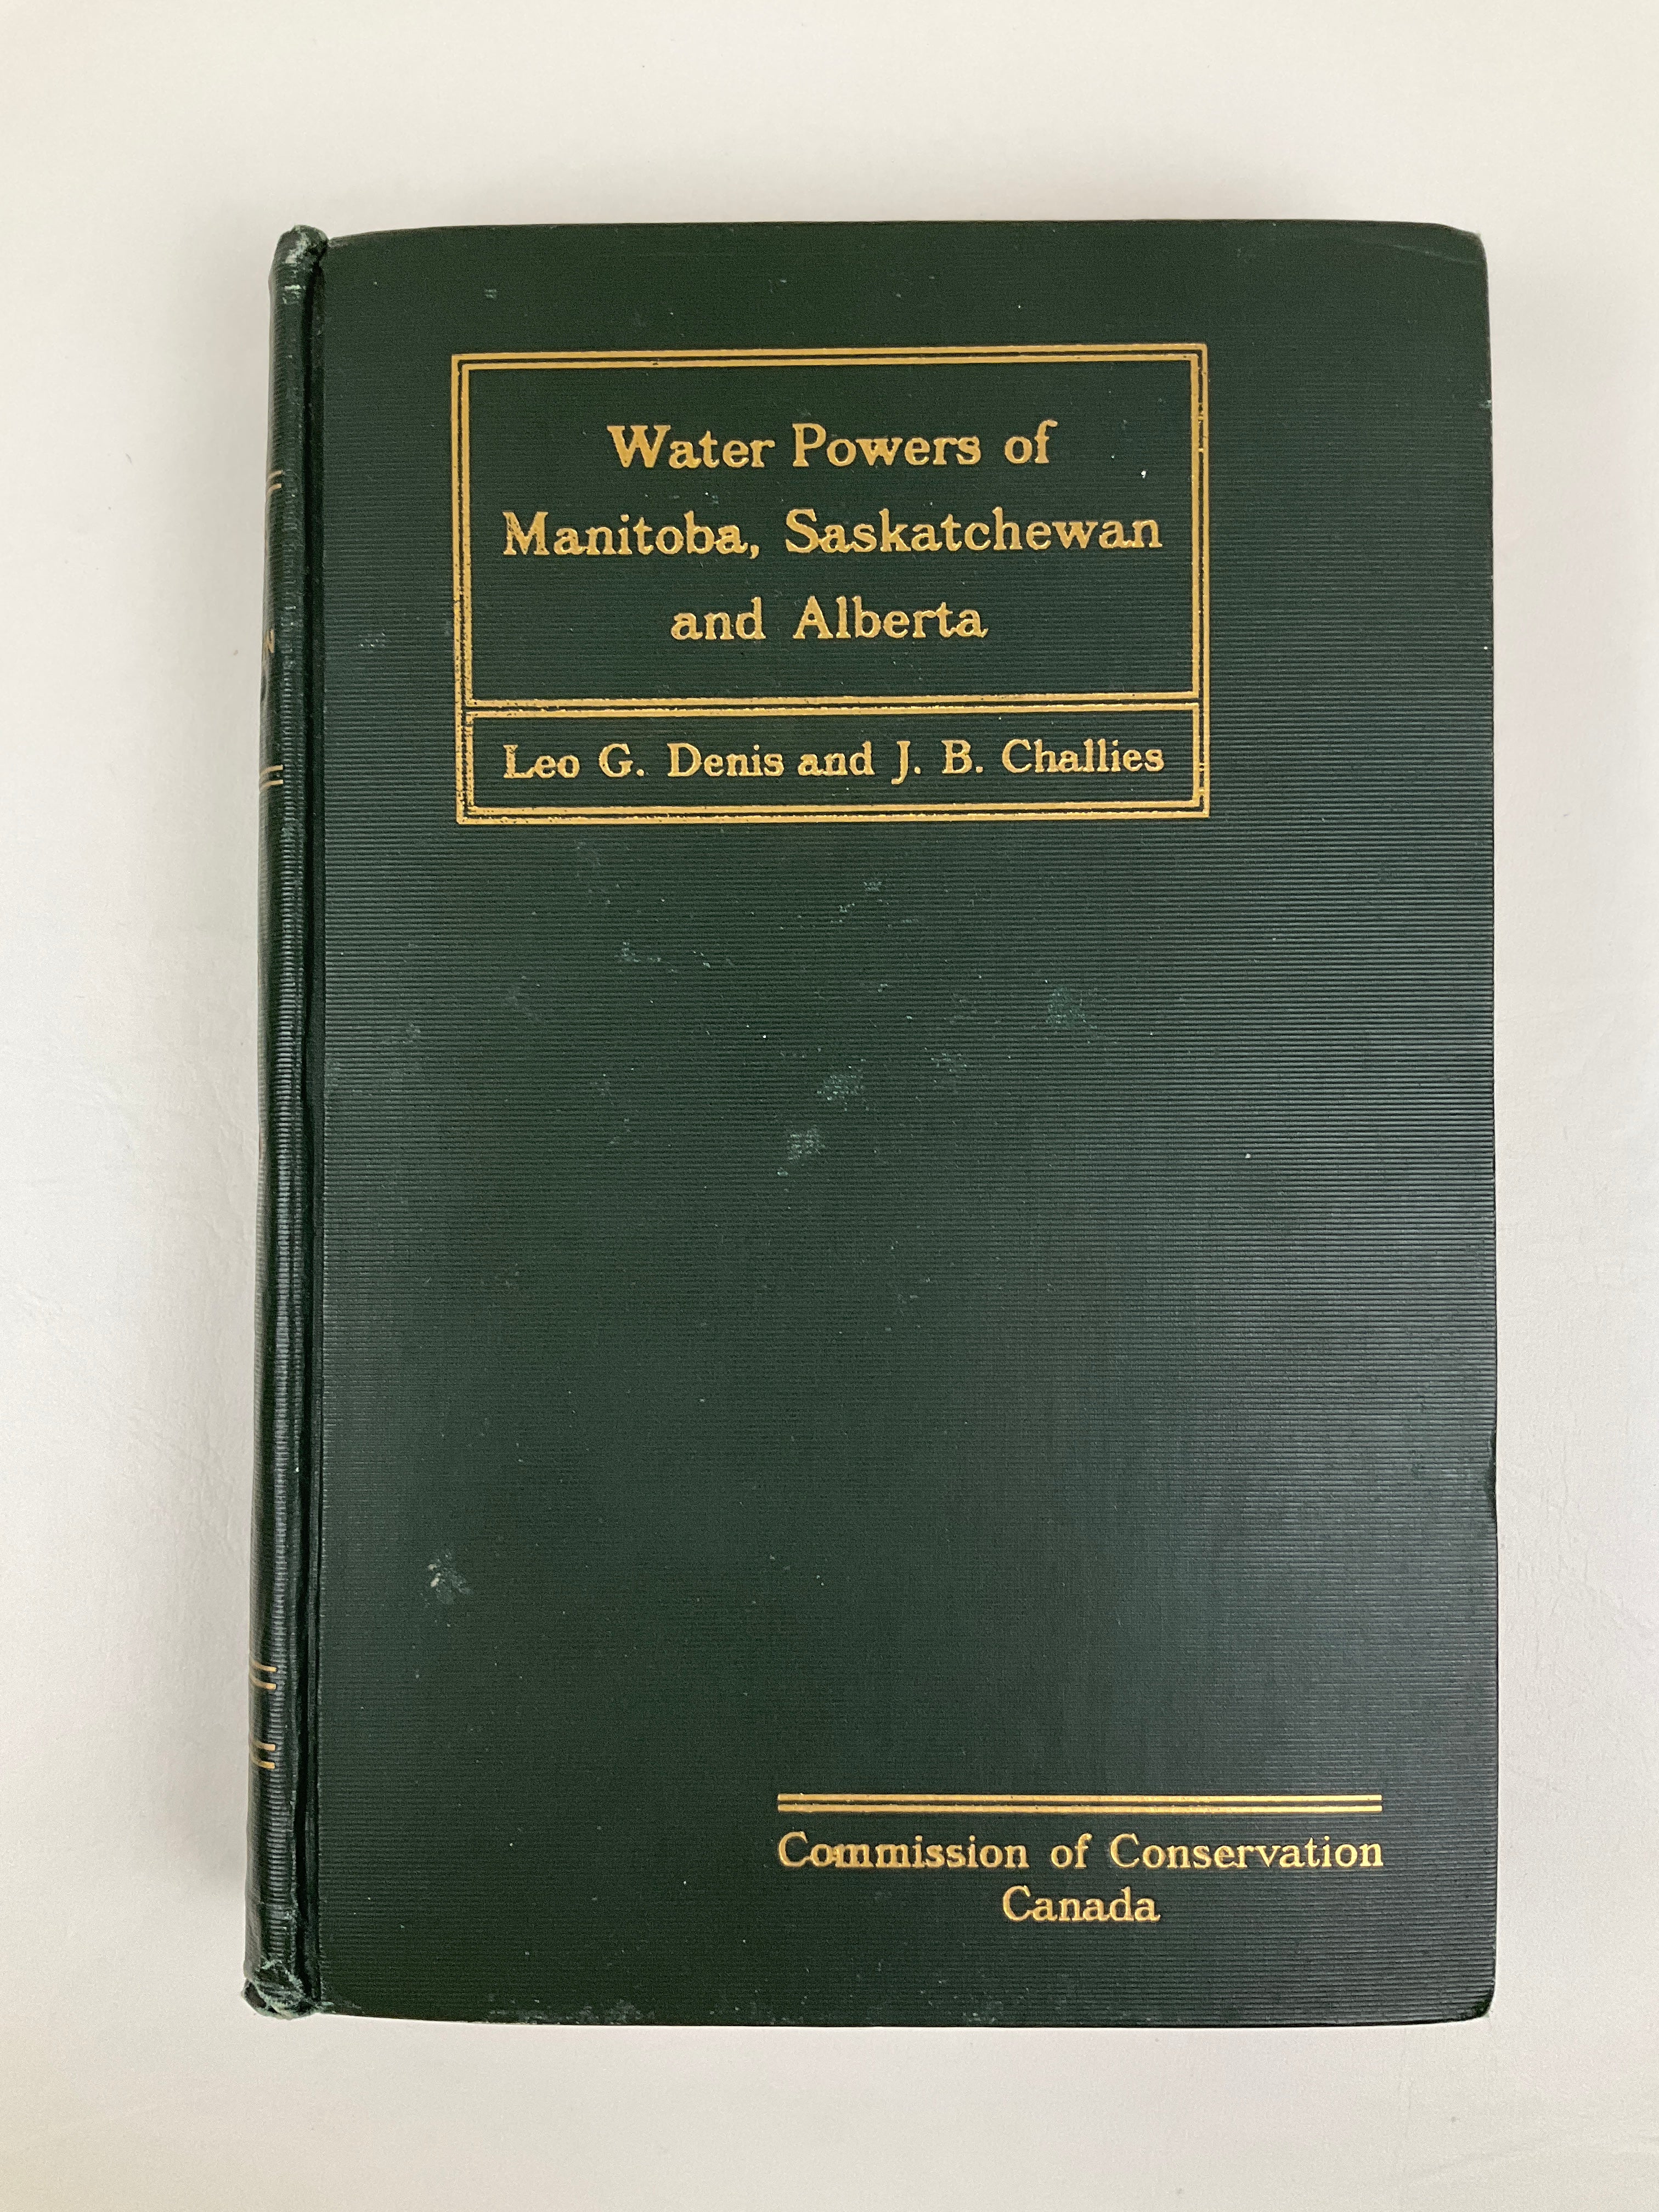 Water Powers of
Manitoba, Saskatchewan
and Alberta
Leo G. Denis and J. B. Challies
Commission of Conservation
Canada